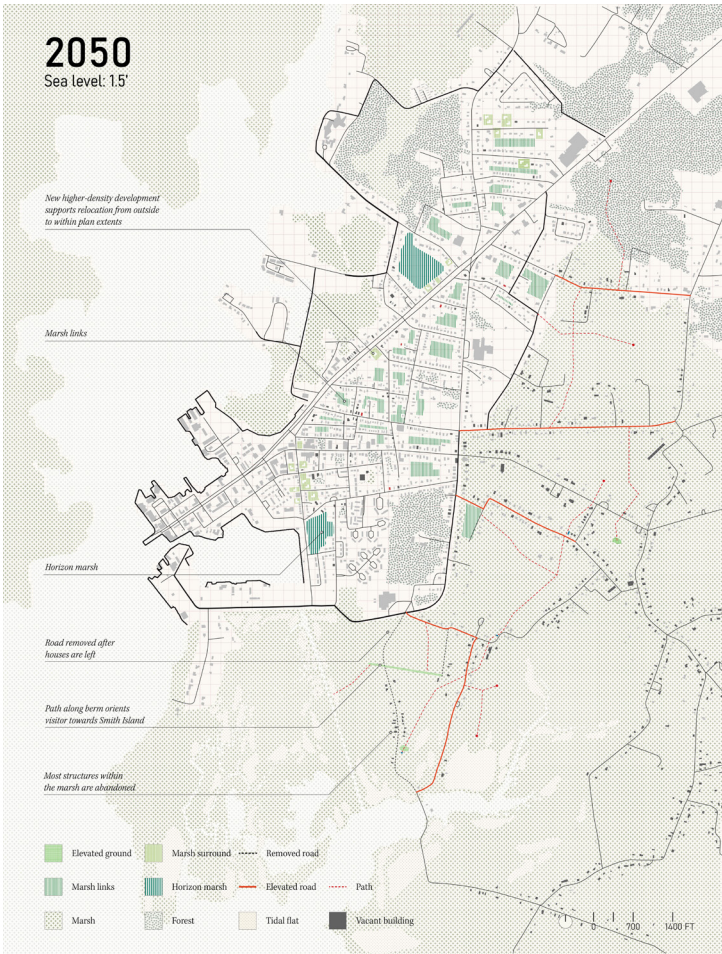 2050
Sea level: 1.5'
New higher-density development
supports relocation from outside
to within plan extents
Marsh links
Horizon marsh
Road removed after
houses are left
Path along berm orients
visitor towards Smith Island
Most structures within
the marsh are abandoned
Elevated ground
Marsh surround
Removed road
Marsh links
Horizon marsh
Elevated road
Path
Marsh
Forest
Tidal flat
Vacant building
0 700 1400 FT